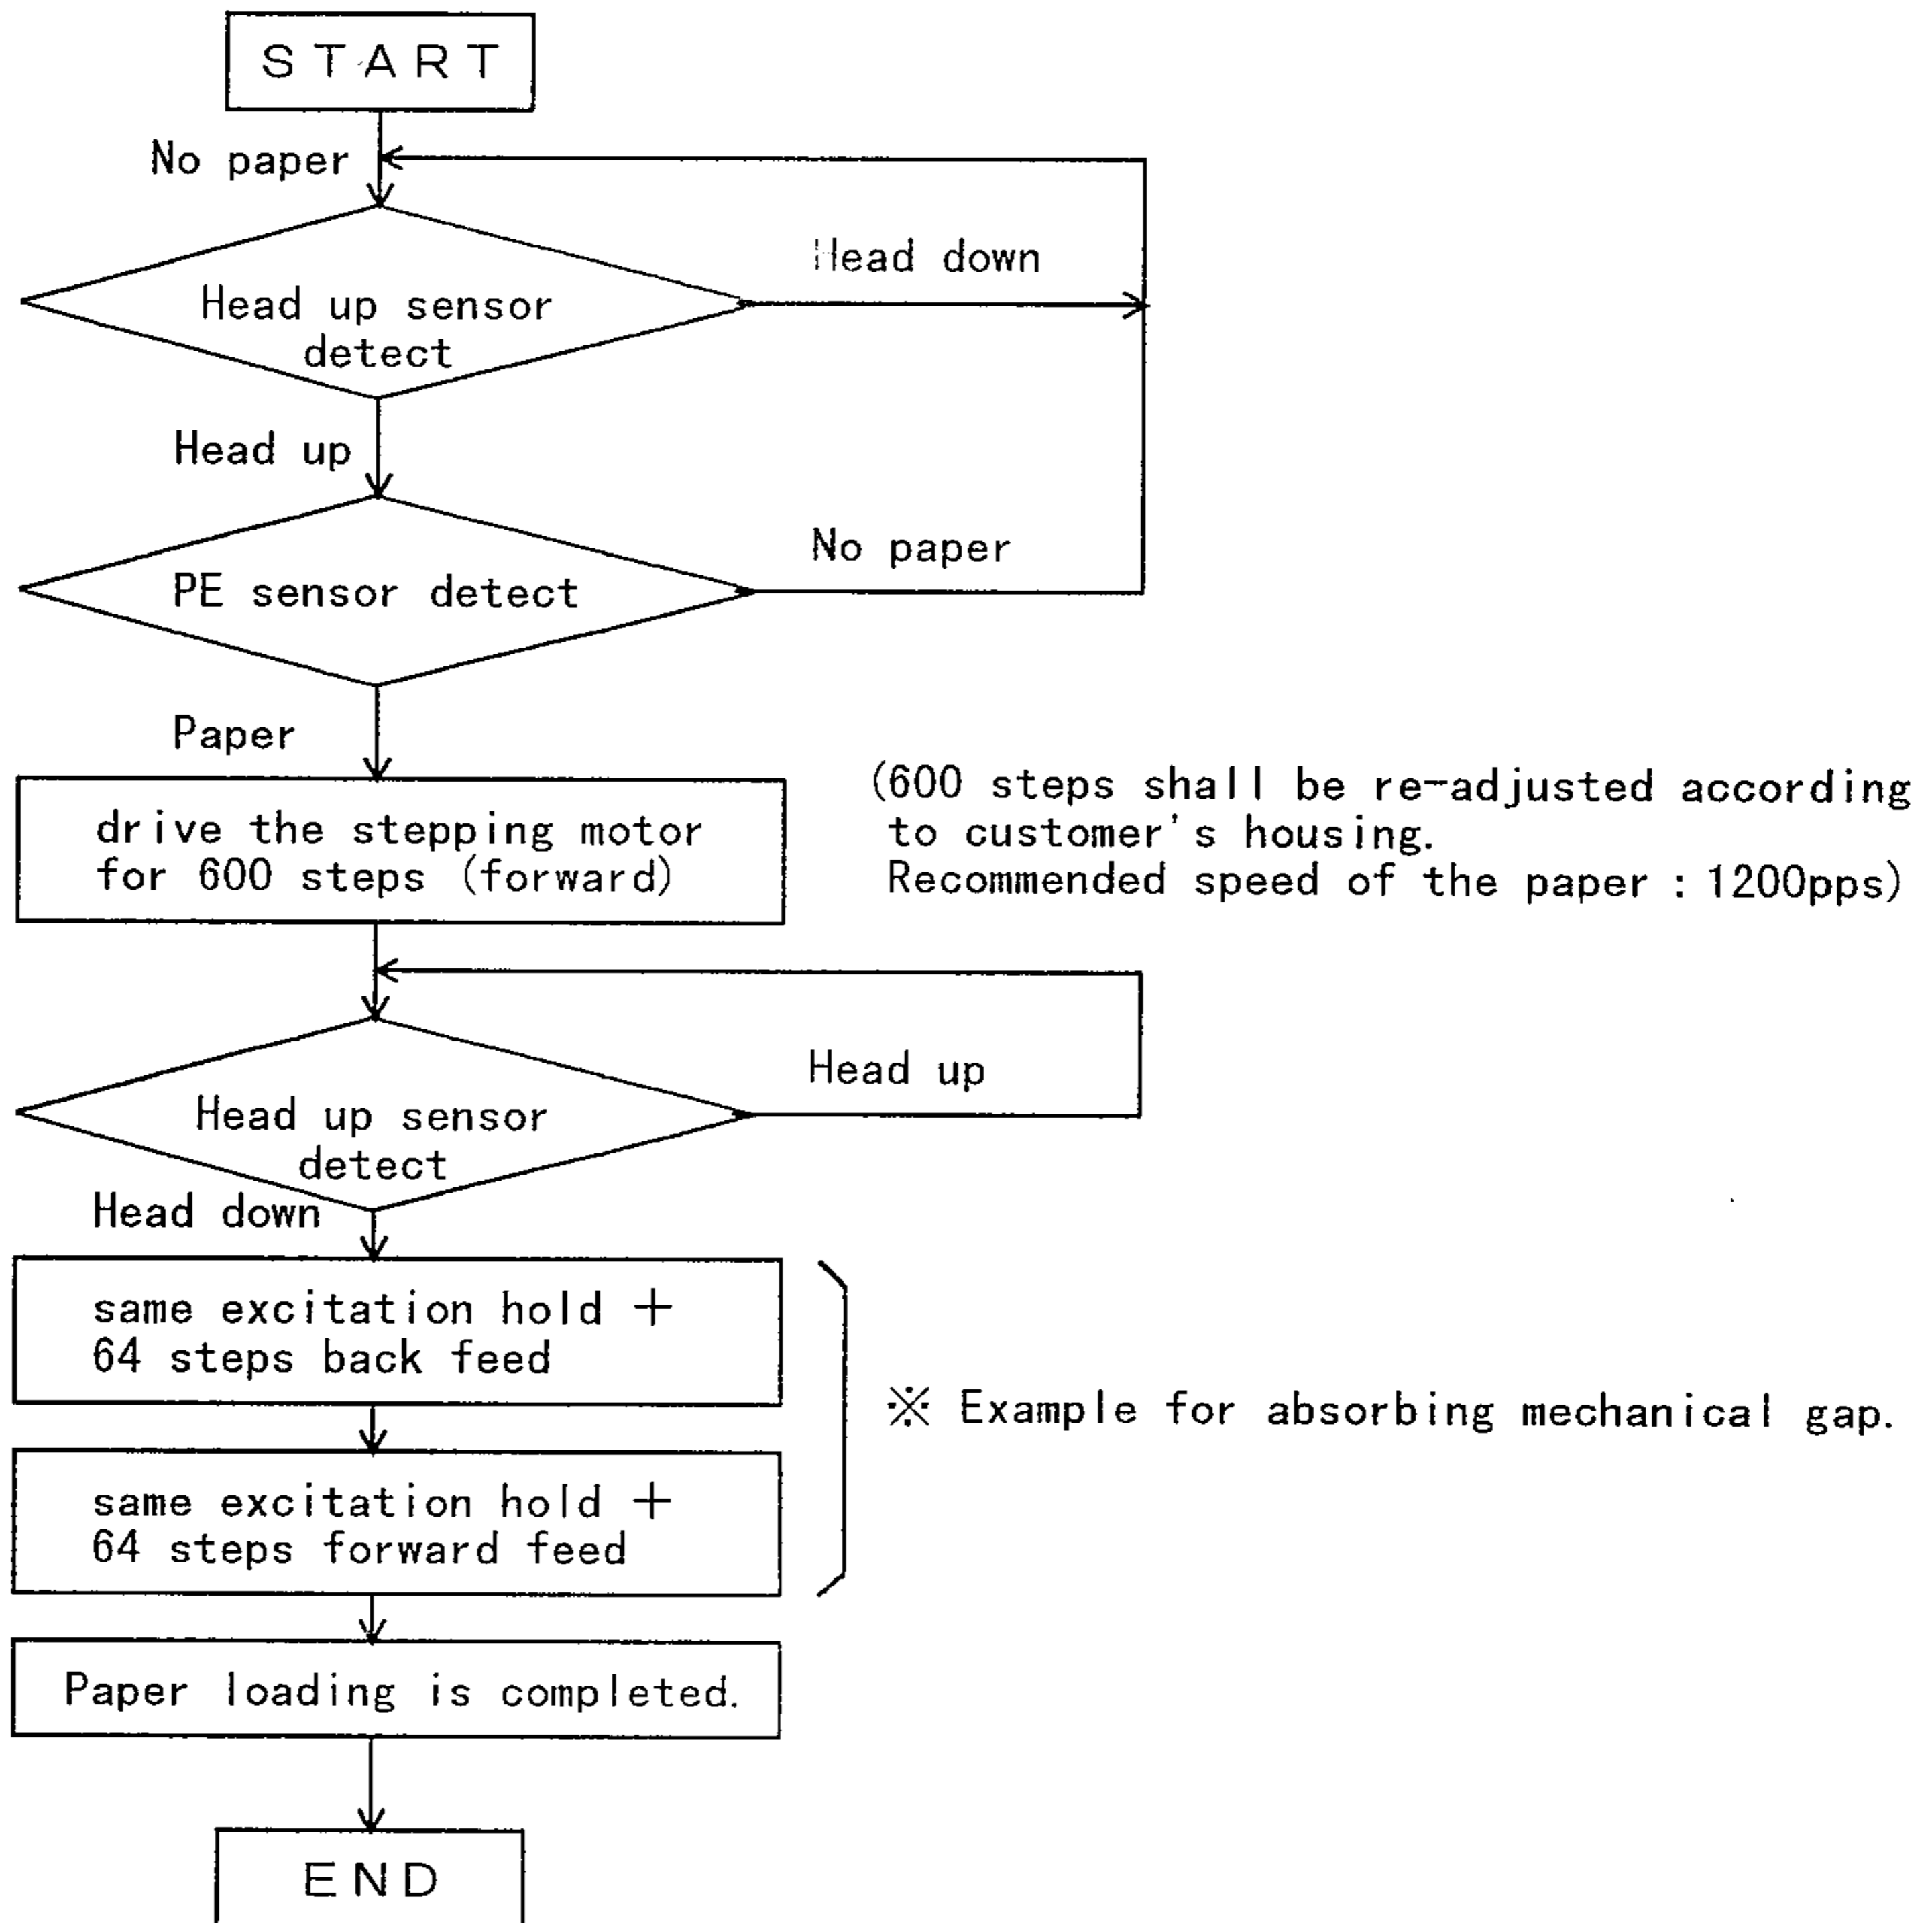 START
No paper
Head down
Head up sensor
detect
Head up
No paper
PE sensor detect
Paper
drive the stepping motor
for 600 steps (forward)
(600 steps shall be re-adjusted according
to customer's housing.
Recommended speed of the paper : 1200pps)
Head up
Head up sensor
detect
Head down
same excitation hold +
64 steps back feed
※ Example for absorbing mechanical gap.
same excitation hold +
64 steps forward feed
Paper loading is completed.
END